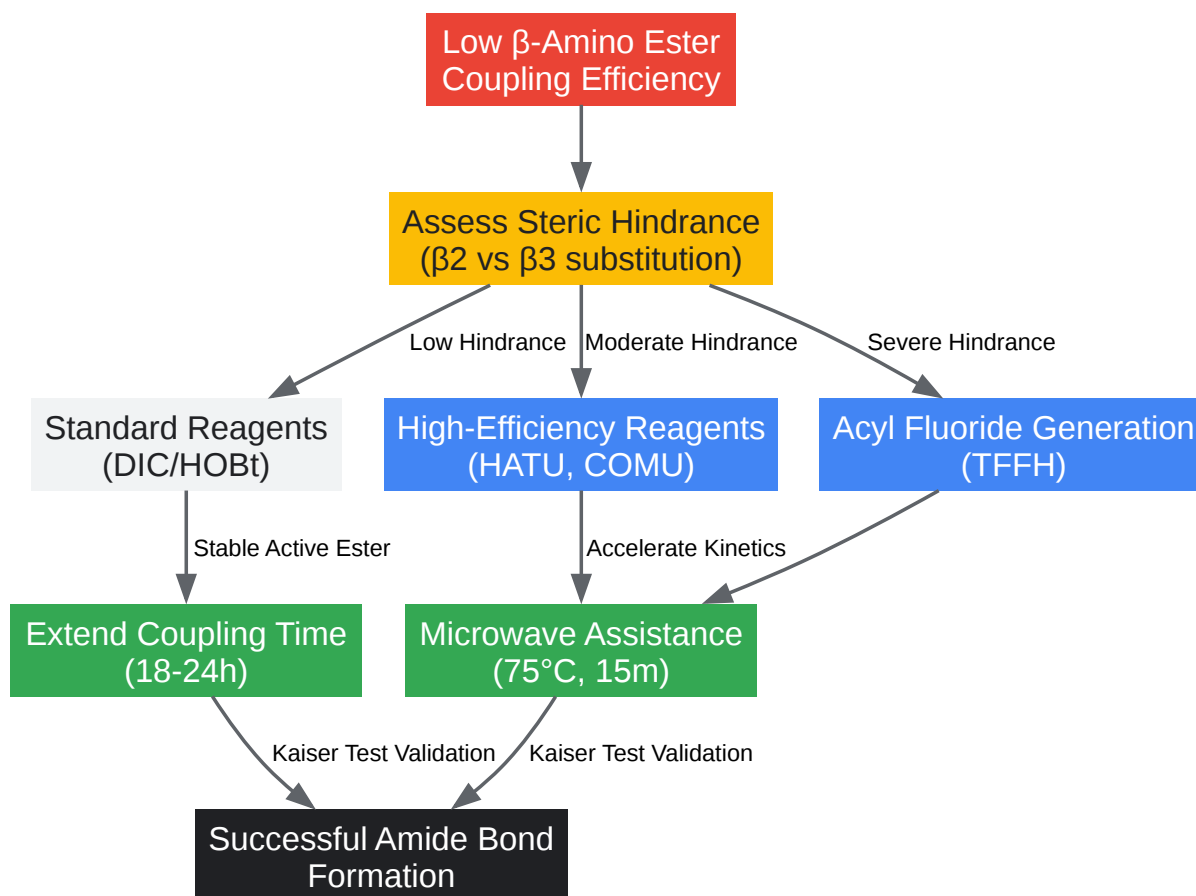 Low β-Amino Ester
Coupling Efficiency
Assess Steric Hindrance
(β2 vs β3 substitution)
Low Hindrance
Moderate Hindrance
Severe Hindrance
Standard Reagents
(DIC/HOBt)
High-Efficiency Reagents
(HATU, COMU)
Acyl Fluoride Generation
(TFFH)
Stable Active Ester
Accelerate Kinetics
Extend Coupling Time
(18-24h)
Microwave Assistance
(75°C, 15m)
Kaiser Test Validation
Kaiser Test Validation
Successful Amide Bond
Formation